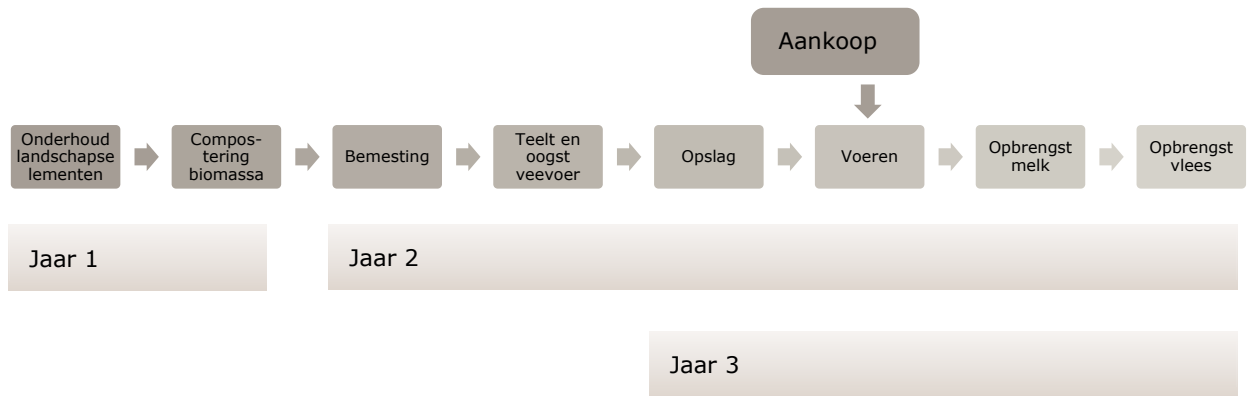 Aankoop
Onderhoud
landschapse
lementen
Compos-
tering
biomassa
Bemesting
Teelt en
oogst
veevoer
Opslag
Voeren
Opbrengst
melk
Opbrengst
vlees
Jaar 1
Jaar 2
Jaar 3